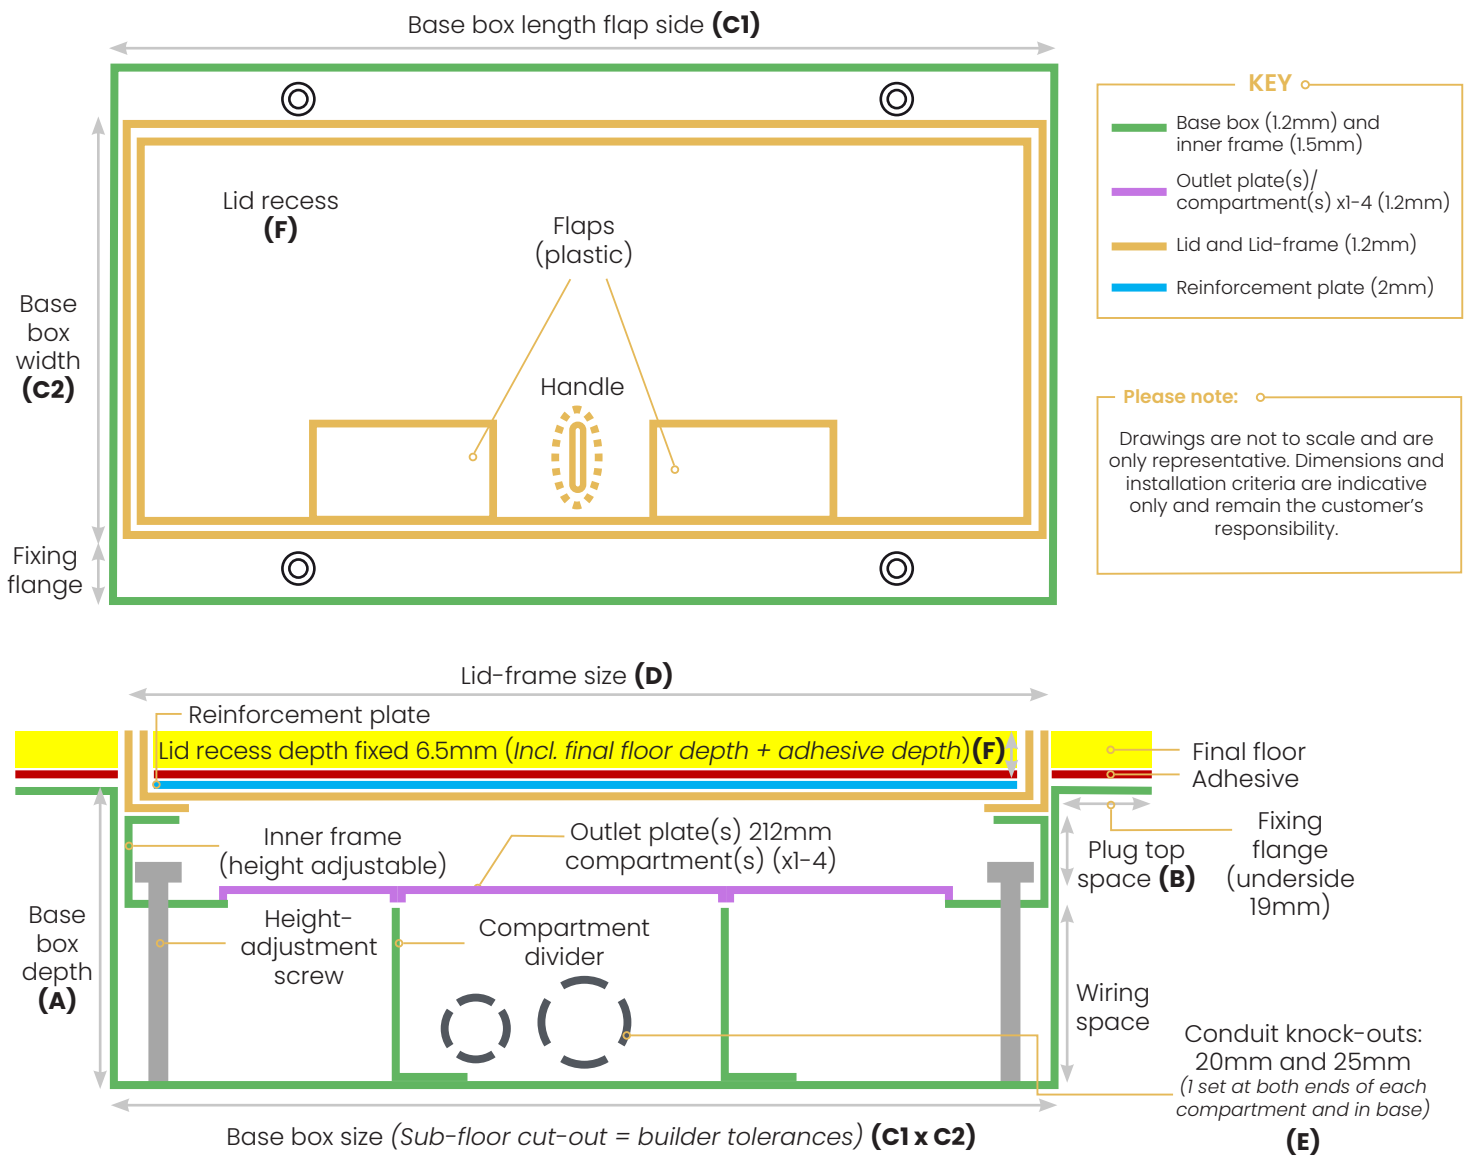 Base box length flap side (C1)
KEY
Base box (1.2mm) and
inner frame (1.5mm)
Outlet plate(s)/
compartment(s) x1-4 (1.2mm)
Lid and Lid-frame (1.2mm)
Reinforcement plate (2mm)
Lid recess
(F)
Flaps
(plastic)
Base
box
width
(C2)
Handle
Please note:
Drawings are not to scale and are
only representative. Dimensions and
installation criteria are indicative
only and remain the customer's
responsibility.
Fixing
flange
Lid-frame size (D)
Reinforcement plate
Lid recess depth fixed 6.5mm (Incl. final floor depth + adhesive depth)(F)
Final floor
Adhesive
Inner frame
(height adjustable)
Outlet plate(s) 212mm
compartment(s) (x1-4)
Plug top
space (B)
Fixing
flange
(underside
19mm)
Base
box
depth
(A)
Height-
adjustment
screw
Compartment
divider
Wiring
space
Conduit knock-outs:
20mm and 25mm
(1 set at both ends of each
compartment and in base)
(E)
Base box size (Sub-floor cut-out = builder tolerances) (C1 x C2)